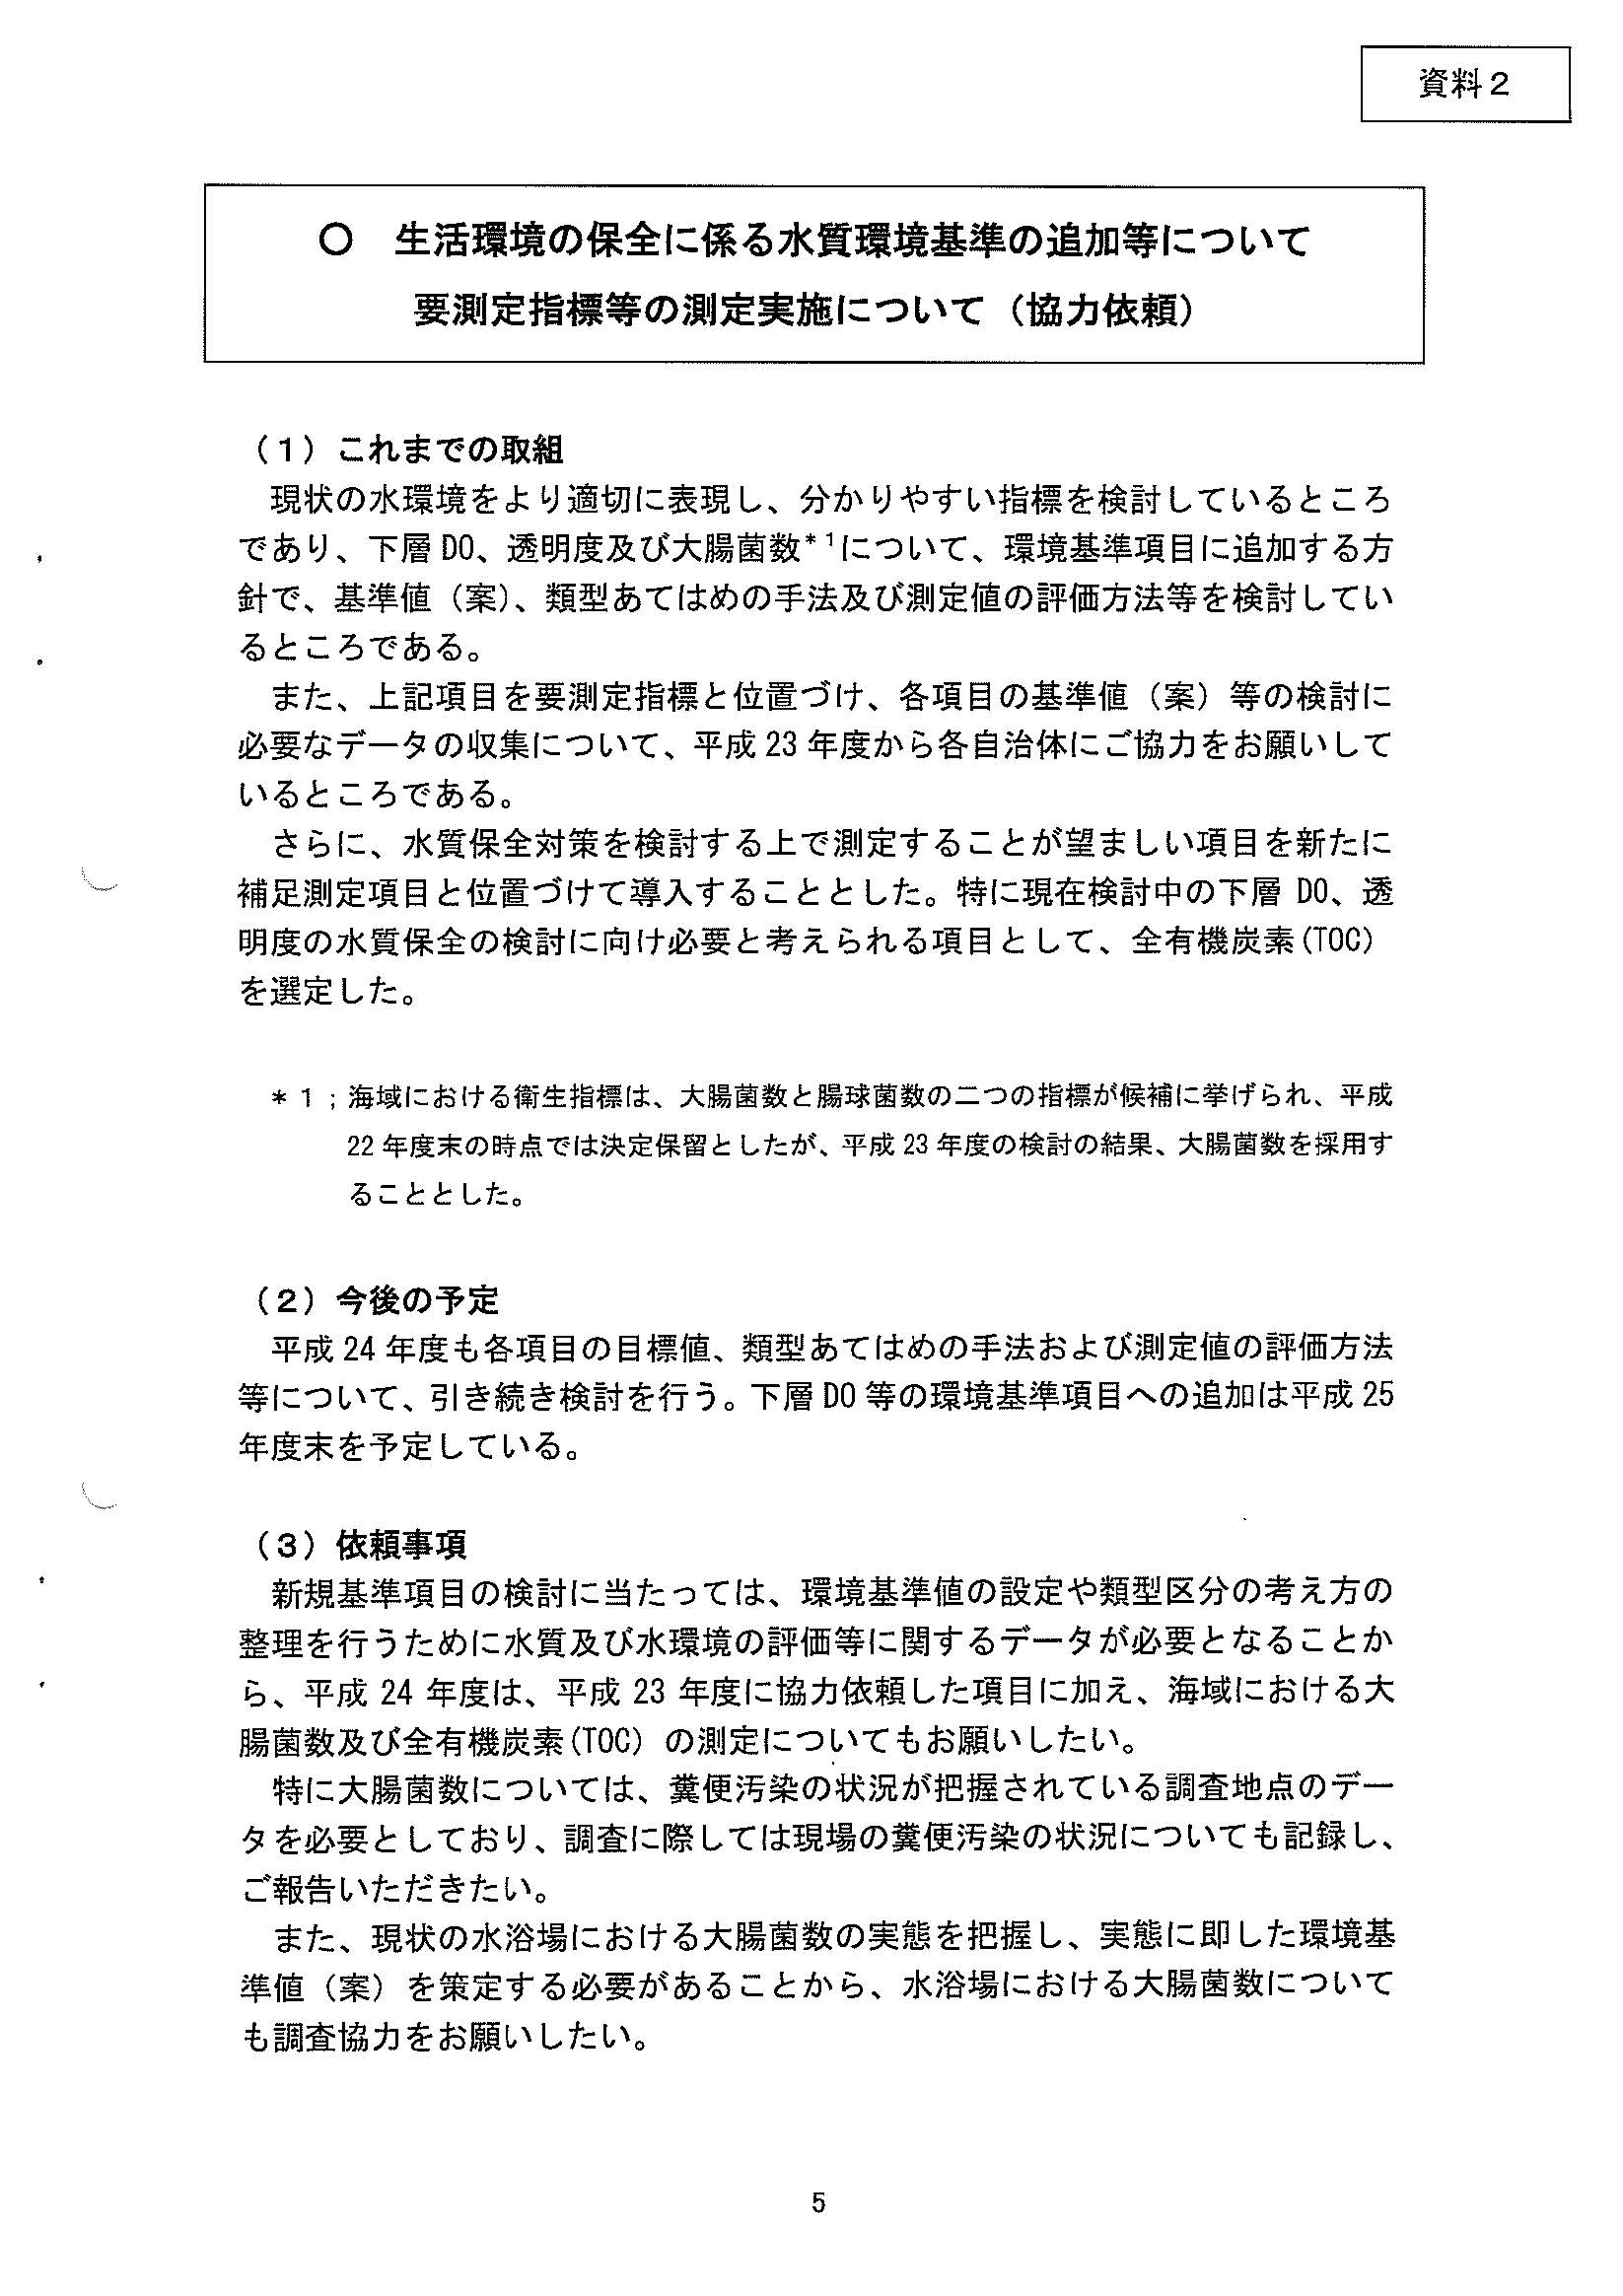 資料2
○　生活環境の保全に係る水質環境基準の追加等について
要測定指標等の測定実施について（協力依頼）
（1）これまでの取組
現状の水環境をより適切に表現し、分かりやすい指標を検討しているところ
であり、下層DO、透明度及び大腸菌数*1について、環境基準項目に追加する方
針で、基準値（案）、類型あてはめの手法及び測定値の評価方法等を検討してい
るところである。
また、上記項目を要測定指標と位置づけ、各項目の基準値（案）等の検討に
必要なデータの収集について、平成23年度から各自治体にご協力をお願いして
いるところである。
さらに、水質保全対策を検討する上で測定することが望ましい項目を新たに
補足測定項目と位置づけて導入することとした。特に現在検討中の下層DO、透
明度の水質保全の検討に向け必要と考えられる項目として、全有機炭素(TOC)
を選定した。
*1；海域における衛生指標は、大腸菌数と腸球菌数の二つの指標が候補に挙げられ、平成
22年度末の時点では決定保留としたが、平成23年度の検討の結果、大腸菌数を採用す
ることとした。
（2）今後の予定
平成24年度も各項目の目標値、類型あてはめの手法および測定値の評価方法
等について、引き続き検討を行う。下層DO等の環境基準項目への追加は平成25
年度末を予定している。
（3）依頼事項
新規基準項目の検討に当たっては、環境基準値の設定や類型区分の考え方の
整理を行うために水質及び水環境の評価等に関するデータが必要となることか
ら、平成24年度は、平成23年度に協力依頼した項目に加え、海域における大
腸菌数及び全有機炭素(TOC)の測定についてもお願いしたい。
特に大腸菌数については、糞便汚染の状況が把握されている調査地点のデー
タを必要としており、調査に際しては現場の糞便汚染の状況についても記録し、
ご報告いただきたい。
また、現状の水浴場における大腸菌数の実態を把握し、実態に即した環境基
準値（案）を策定する必要があることから、水浴場における大腸菌数について
も調査協力をお願いしたい。
5